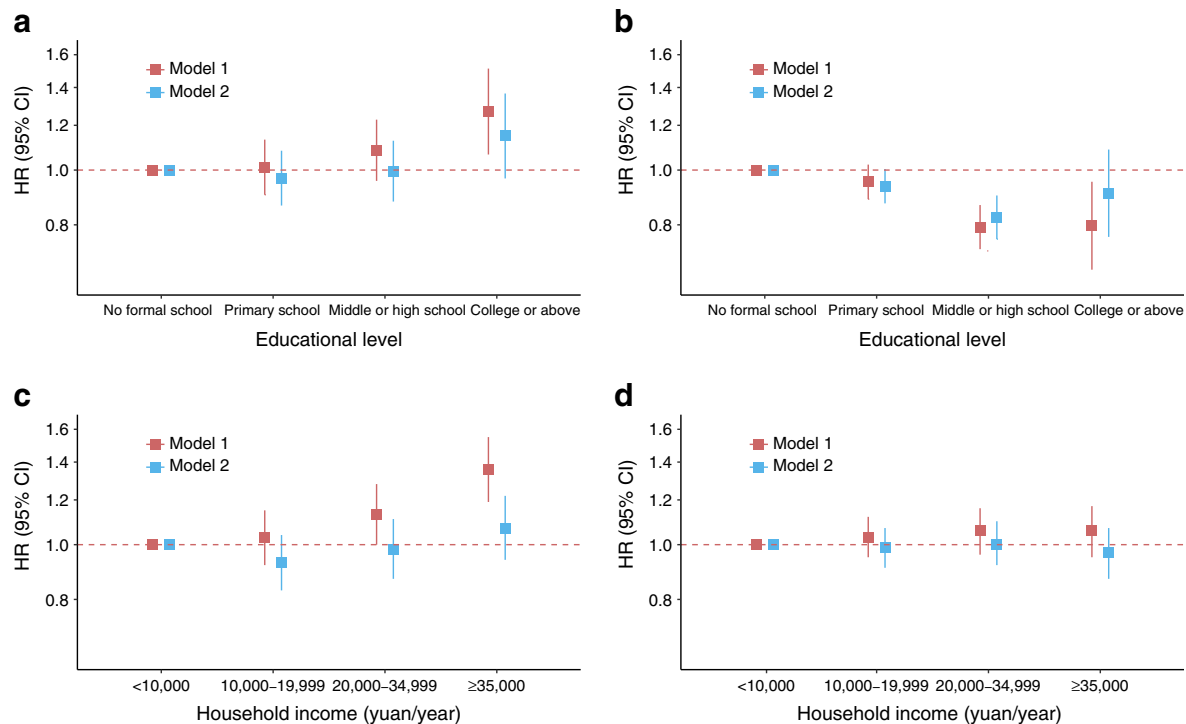 a
HR (95% CI)
1.6
1.4
1.2
1.0
0.8
Model 1
Model 2
No formal school Primary school Middle or high school College or above
Educational level
b
HR (95% CI)
1.6
1.4
1.2
1.0
0.8
Model 1
Model 2
No formal school Primary school Middle or high school College or above
Educational level
c
HR (95% CI)
1.6
1.4
1.2
1.0
0.8
Model 1
Model 2
<10,000 10,000–19,999 20,000–34,999 ≥35,000
Household income (yuan/year)
d
HR (95% CI)
1.6
1.4
1.2
1.0
0.8
Model 1
Model 2
<10,000 10,000–19,999 20,000–34,999 ≥35,000
Household income (yuan/year)